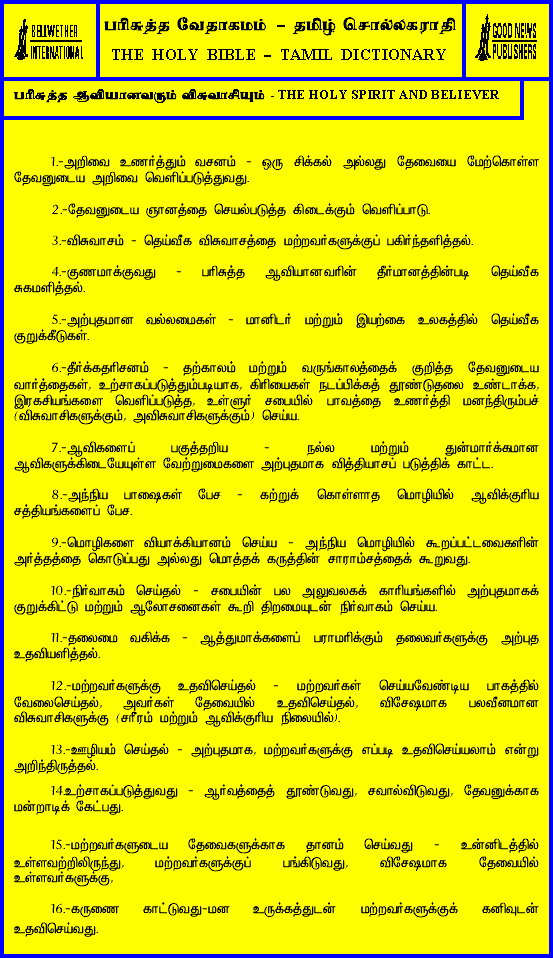 BELLWETHER
INTERNATIONAL
பரிசுத்த வேதாகமம் – தமிழ் சொல்லகராதி
THE HOLY BIBLE – TAMIL DICTIONARY
GOOD NEWS
PUBLISHERS
பரிசுத்த ஆவியானவரும் விசுவாசியும் - THE HOLY SPIRIT AND BELIEVER
1.-அறிவை உணர்த்தும் வசனம் - ஒரு சிக்கல் அல்லது தேவையை மேற்கொள்ள
தேவனுடைய அறிவை வெளிப்படுத்துவது.
2.-தேவனுடைய ஞானத்தை செயல்படுத்த கிடைக்கும் வெளிப்பாடு.
3.-விசுவாசம் - தெய்வீக விசுவாசத்தை மற்றவர்களுக்குப் பகிர்ந்தளித்தல்.
4.-குணமாக்குவது - பரிசுத்த ஆவியானவரின் தீர்மானத்தின்படி தெய்வீக
சுகமளித்தல்.
5.-அற்புதமான வல்லமைகள் - மானிடர் மற்றும் இயற்கை உலகத்தில் தெய்வீக
குறுக்கீடுகள்.
6.-தீர்க்கதரிசனம் - தற்காலம் மற்றும் வருங்காலத்தைக் குறித்த தேவனுடைய
வார்த்தைகள், உற்சாகப்படுத்தும்படியாக, கிரியைகள் நடப்பிக்கத் தூண்டுதலை உண்டாக்க,
இரகசியங்களை வெளிப்படுத்த, உள்ளூர் சபையில் பாவத்தை உணர்த்தி மனந்திரும்பச்
(விசுவாசிகளுக்கும், அவிசுவாசிகளுக்கும்) செய்ய.
7.-ஆவிகளைப் பகுத்தறிய - நல்ல மற்றும் துன்மார்க்கமான
ஆவிகளுக்கிடையேயுள்ள வேற்றுமைகளை அற்புதமாக வித்தியாசப் படுத்திக் காட்ட.
8.-அந்நிய பாஷைகள் பேச - கற்றுக் கொள்ளாத மொழியில் ஆவிக்குரிய
சத்தியங்களைப் பேச.
9.-மொழிகளை வியாக்கியானம் செய்ய - அந்நிய மொழியில் கூறப்பட்டவைகளின்
அர்த்தத்தை கொடுப்பது அல்லது மொத்தக் கருத்தின் சாராம்சத்தைக் கூறுவது.
10.-நிர்வாகம் செய்தல் - சபையின் பல அலுவலகக் காரியங்களில் அற்புதமாகக்
குறுக்கிட்டு மற்றும் ஆலோசனைகள் கூறி திறமையுடன் நிர்வாகம் செய்ய.
11.-தலைமை வகிக்க - ஆத்துமாக்களைப் பராமரிக்கும் தலைவர்களுக்கு அற்புத
உதவியளித்தல்.
12.-மற்றவர்களுக்கு உதவிசெய்தல் - மற்றவர்கள் செய்யவேண்டிய பாகத்தில்
வேலைசெய்தல், அவர்கள் தேவையில் உதவிசெய்தல், விசேஷமாக பலவீனமான
விசுவாசிகளுக்கு (சரீரம் மற்றும் ஆவிக்குரிய நிலையில்).
13.-ஊழியம் செய்தல் - அற்புதமாக, மற்றவர்களுக்கு எப்படி உதவிசெய்யலாம் என்று
அறிந்திருத்தல்.
14.உற்சாகப்படுத்துவது - ஆர்வத்தைத் தூண்டுவது, சவால்விடுவது, தேவனுக்காக
மன்றாடிக் கேட்பது.
15.-மற்றவர்களுடைய தேவைகளுக்காக தானம் செய்வது - உன்னிடத்தில்
உள்ளவற்றிலிருந்து, மற்றவர்களுக்குப் பங்கிடுவது, விசேஷமாக தேவையில்
உள்ளவர்களுக்கு,
16.-கருணை காட்டுவது-மன உருக்கத்துடன் மற்றவர்களுக்குக் கனிவுடன்
உதவிசெய்வது.